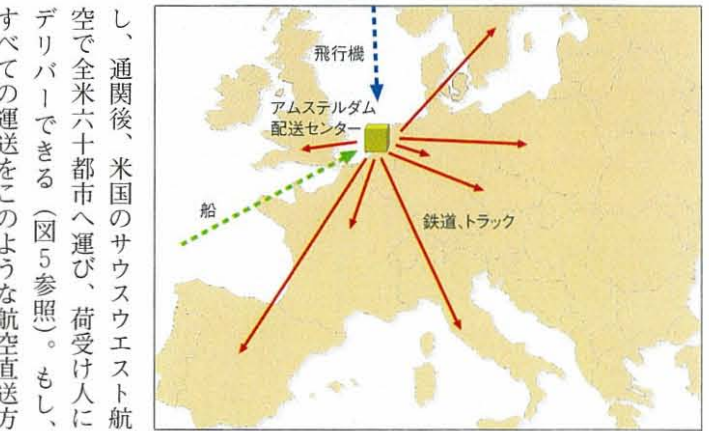 し、通関後、米国のサウスウエスト航
空で全米六十都市へ運び、荷受け人に
デリバーできる（図5参照）。もし、
すべての運送をこのような航空直送方
飛行機
アムステルダム
配送センター
船
鉄道、トラック